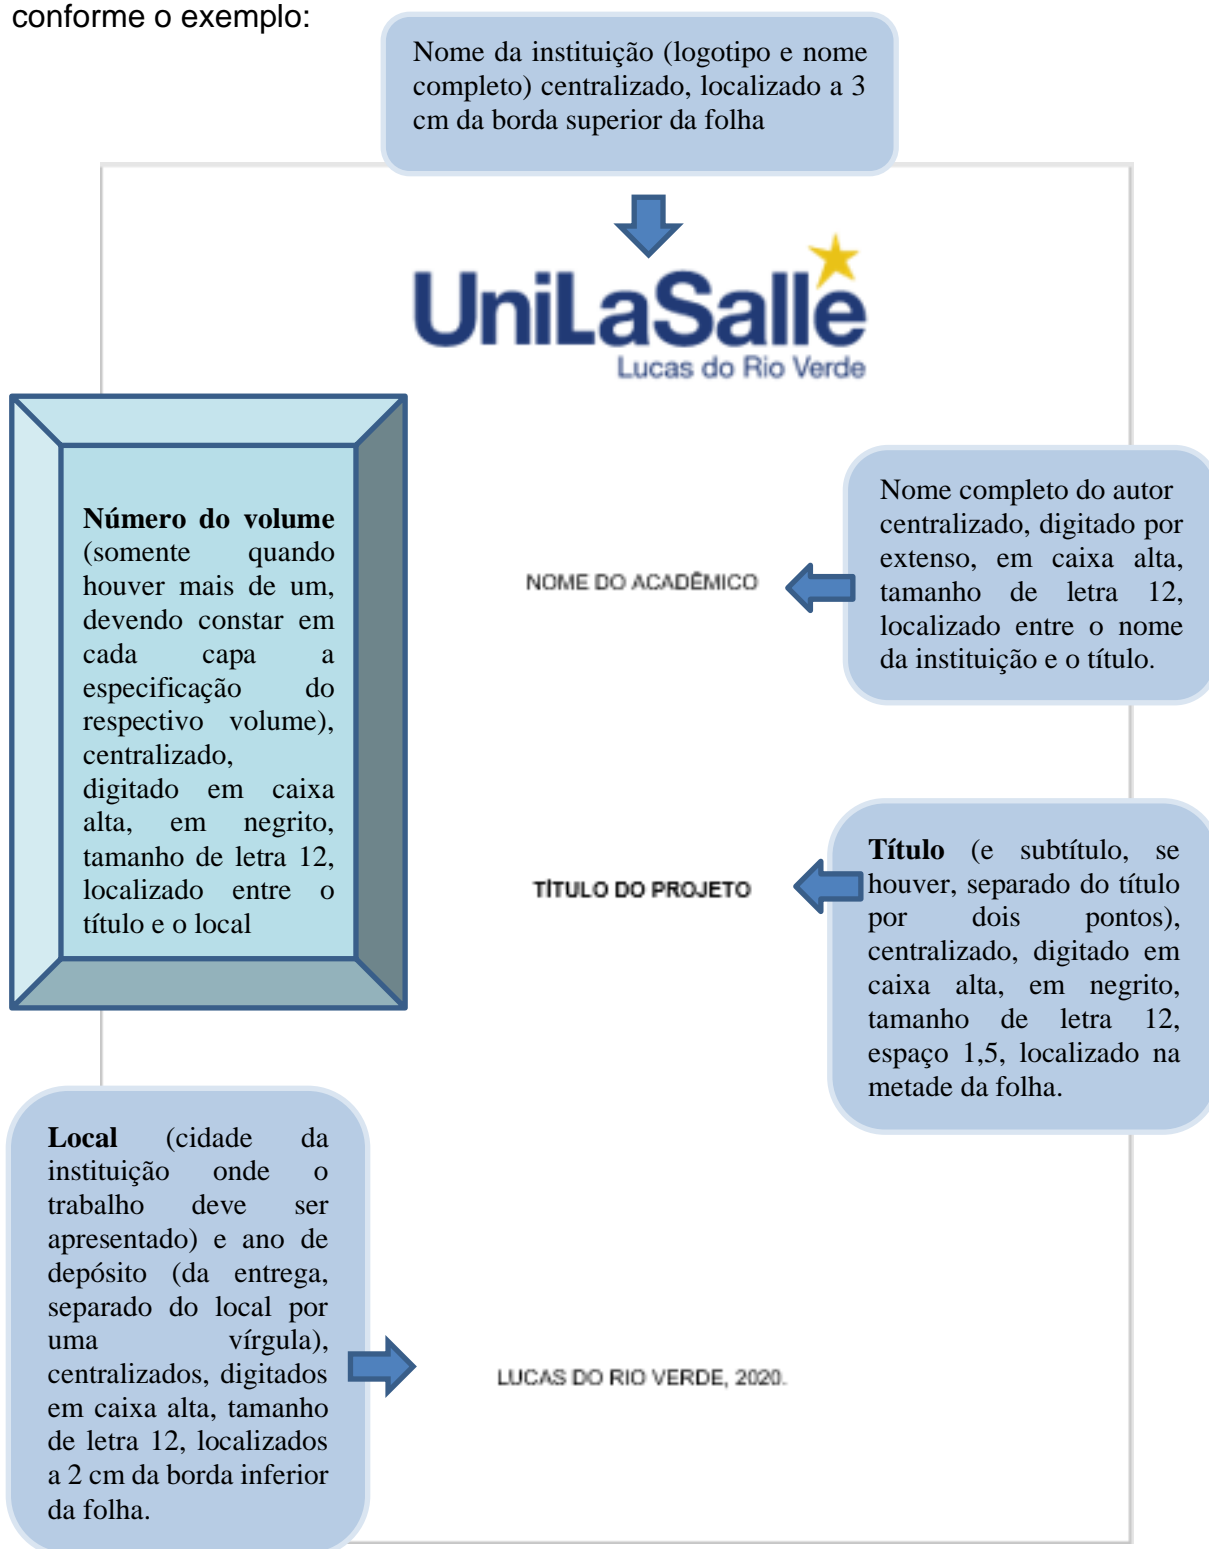 conforme o exemplo:
Nome da instituição (logotipo e nome
completo) centralizado, localizado a 3
cm da borda superior da folha
UniLaSalle
Lucas do Rio Verde
Número do volume
(somente quando
houver mais de um,
devendo constar em
cada capa a
especificação do
respectivo volume),
centralizado,
digitado em caixa
alta, em negrito,
tamanho de letra 12,
localizado entre o
título e o local
Nome completo do autor
centralizado, digitado por
extenso, em caixa alta,
tamanho de letra 12,
localizado entre o nome
da instituição e o título.
NOME DO ACADÊMICO
TÍTULO DO PROJETO
Título (e subtítulo, se
houver, separado do título
por dois pontos),
centralizado, digitado em
caixa alta, em negrito,
tamanho de letra 12,
espaço 1,5, localizado na
metade da folha.
Local (cidade da
instituição onde o
trabalho deve ser
apresentado) e ano de
depósito (da entrega,
separado do local por
uma vírgula),
centralizados, digitados
em caixa alta, tamanho
de letra 12, localizados
a 2 cm da borda inferior
da folha.
LUCAS DO RIO VERDE, 2020.